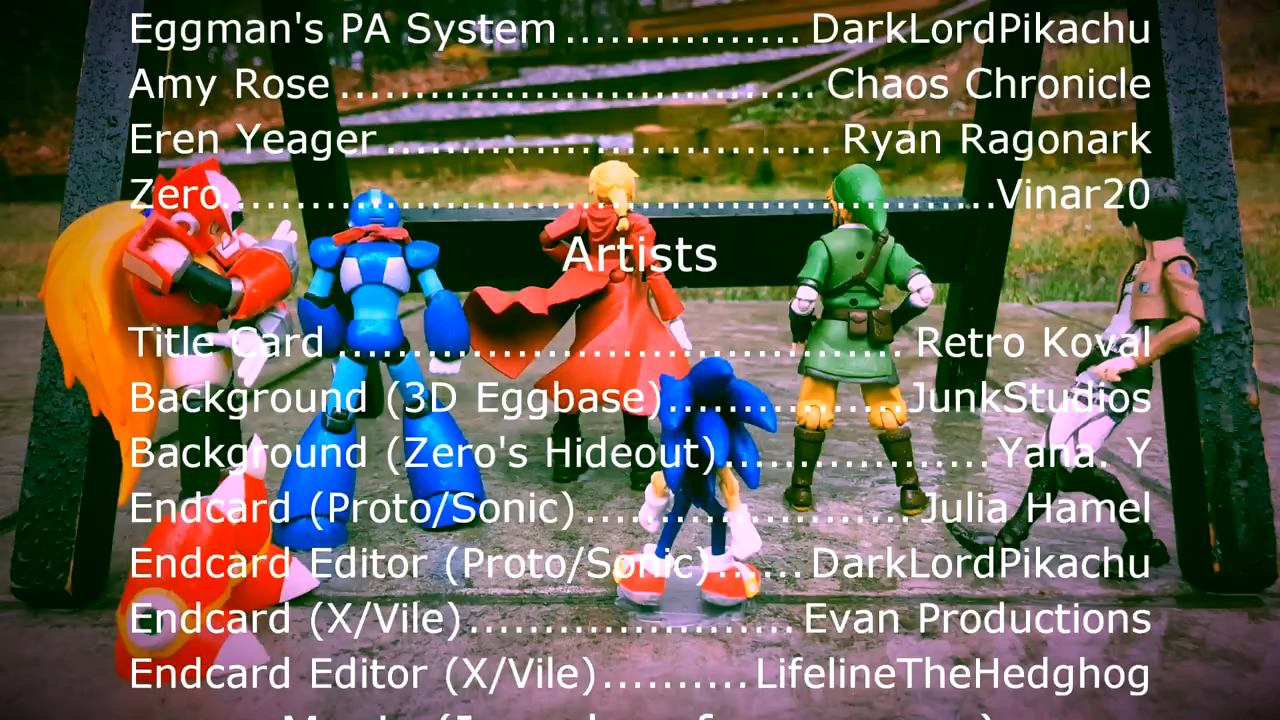 Eggman's PA System ................ DarkLordPikachu
Amy Rose ................................ Chaos Chronicle
Eren Yeager .............................. Ryan Ragonark
Zero..................................................... Vinar20
Artists
Title Card ...................................... Retro Koval
Background (3D Eggbase)................ JunkStudios
Background (Zero's Hideout).................. Yana. Y
Endcard (Proto/Sonic) ...................... Julia Hamel
Endcard Editor (Proto/Sonic)...... DarkLordPikachu
Endcard (X/Vile)...................... Evan Productions
Endcard Editor (X/Vile).......... LifelineTheHedghog